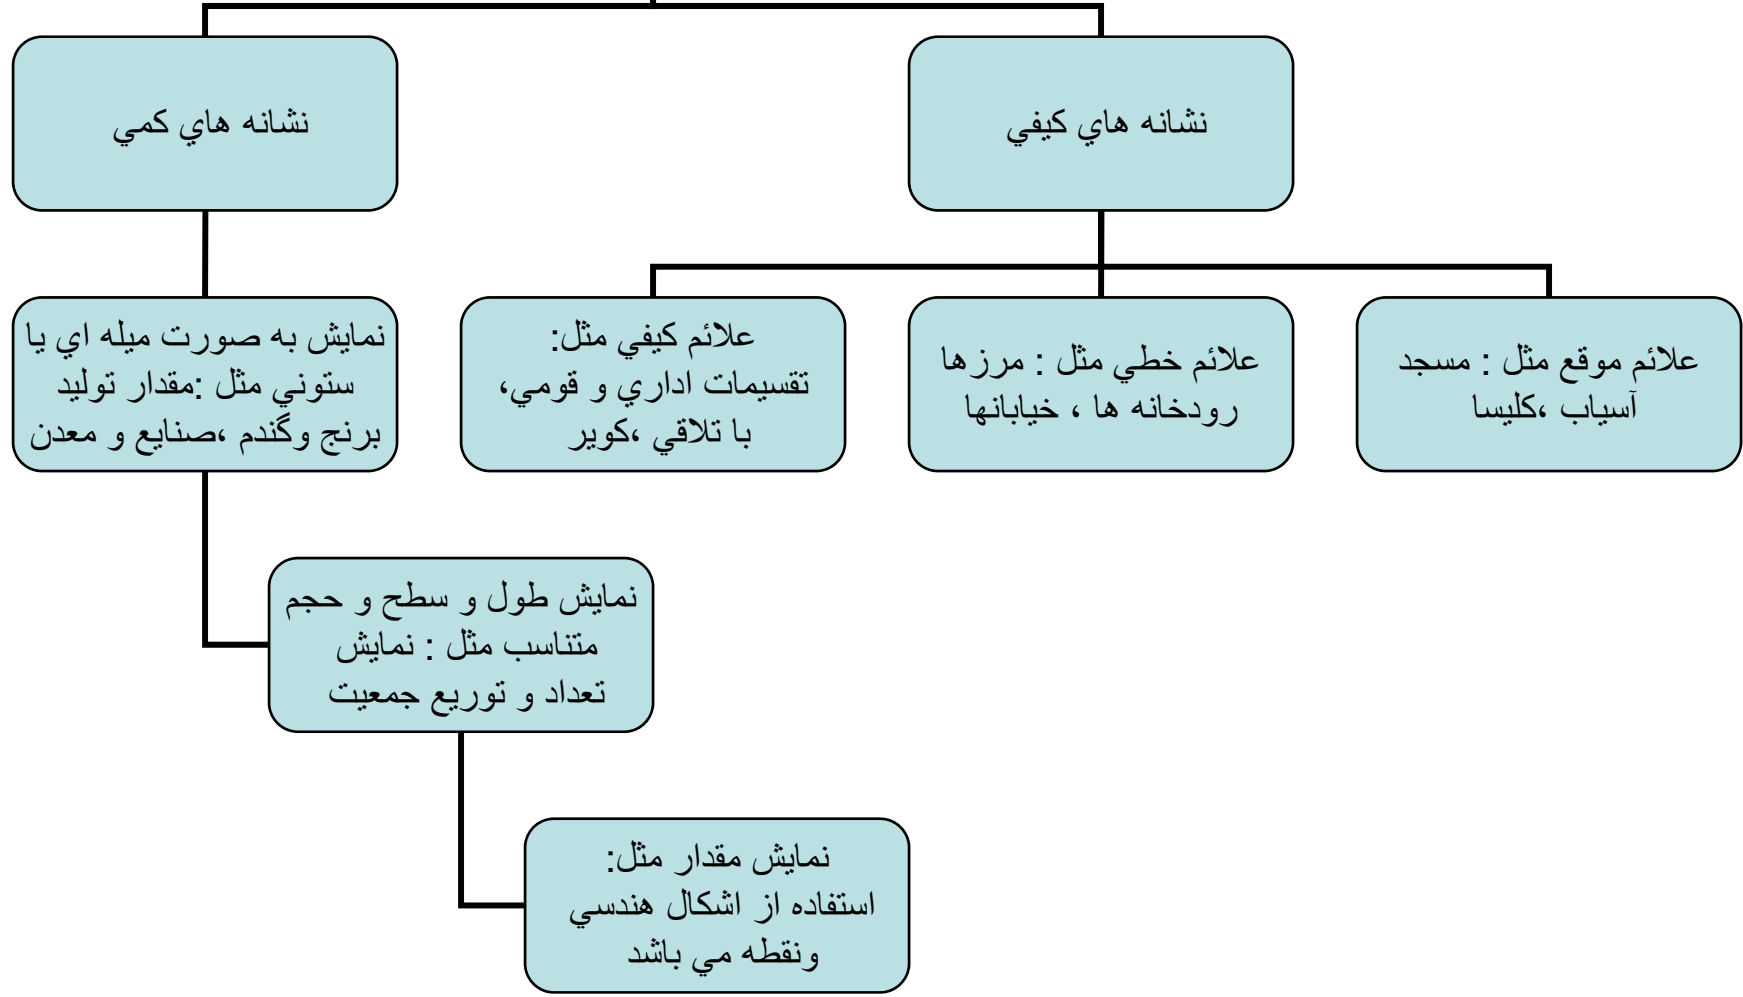 نشانه هاي كيفي
نشانه هاي كمي
علائم موقع مثل : مسجد
آسياب ،كليسا
علائم خطي مثل : مرزها
رودخانه ها ، خيابانها
علائم كيفي مثل:
تقسيمات اداري و قومي،
با تلاقي ،كوير
نمايش به صورت ميله اي يا
ستوني مثل :مقدار توليد
برنج وگندم ،صنايع و معدن
نمايش طول و سطح و حجم
متناسب مثل : نمايش
تعداد و توريع جمعيت
نمايش مقدار مثل:
استفاده از اشكال هندسي
ونقطه مي باشد